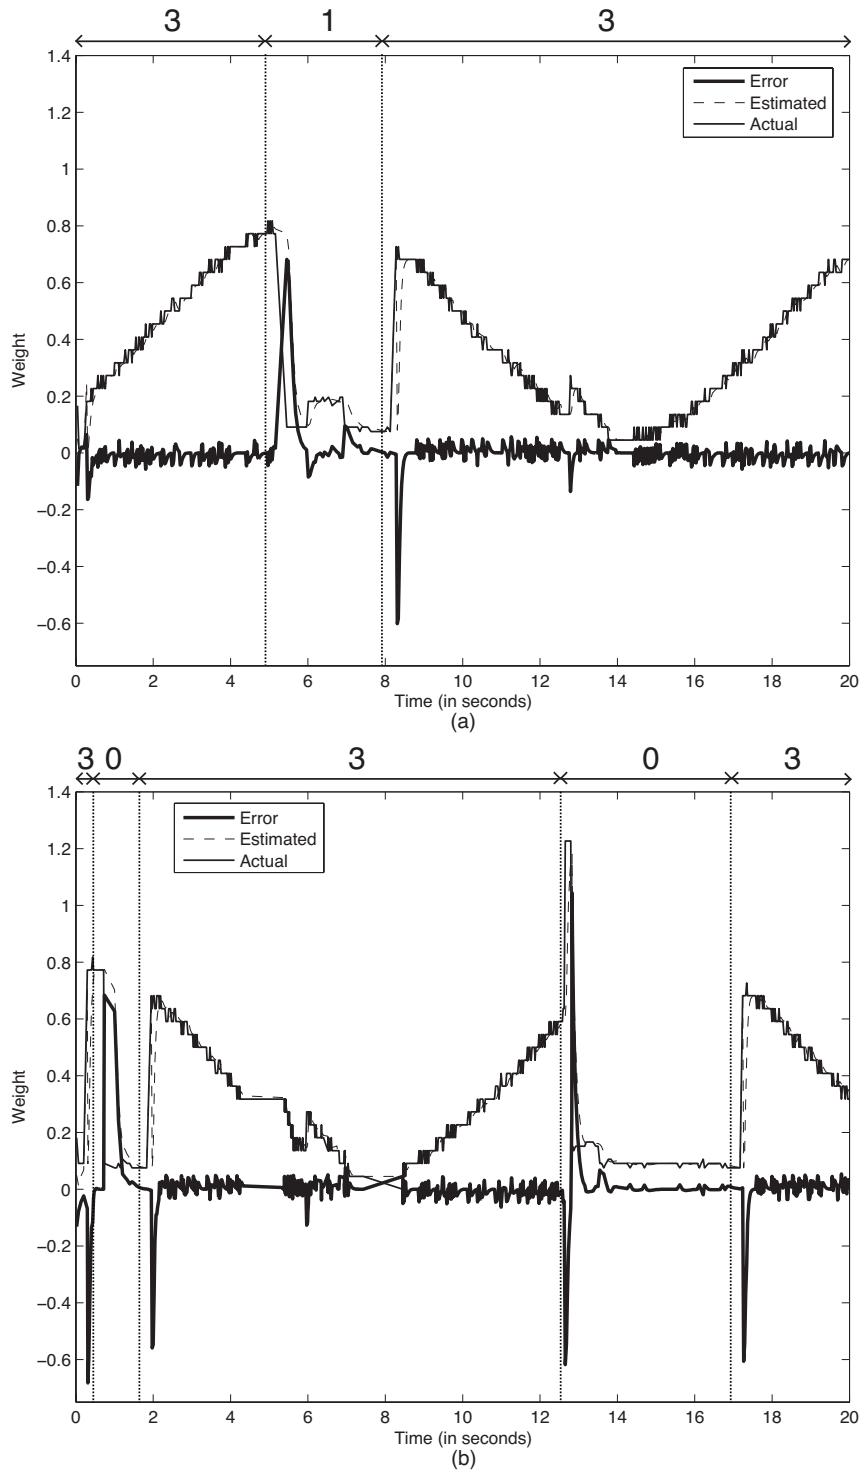 3 1 3
1.4
1.2
1
0.8
0.6
0.4
0.2
0
−0.2
−0.4
−0.6
Weight
Error
Estimated
Actual
0 2 4 6 8 10 12 14 16 18 20
Time (in seconds)
(a)
3 0 3 0 3
1.4
1.2
1
0.8
0.6
0.4
0.2
0
−0.2
−0.4
−0.6
Weight
Error
Estimated
Actual
0 2 4 6 8 10 12 14 16 18 20
Time (in seconds)
(b)